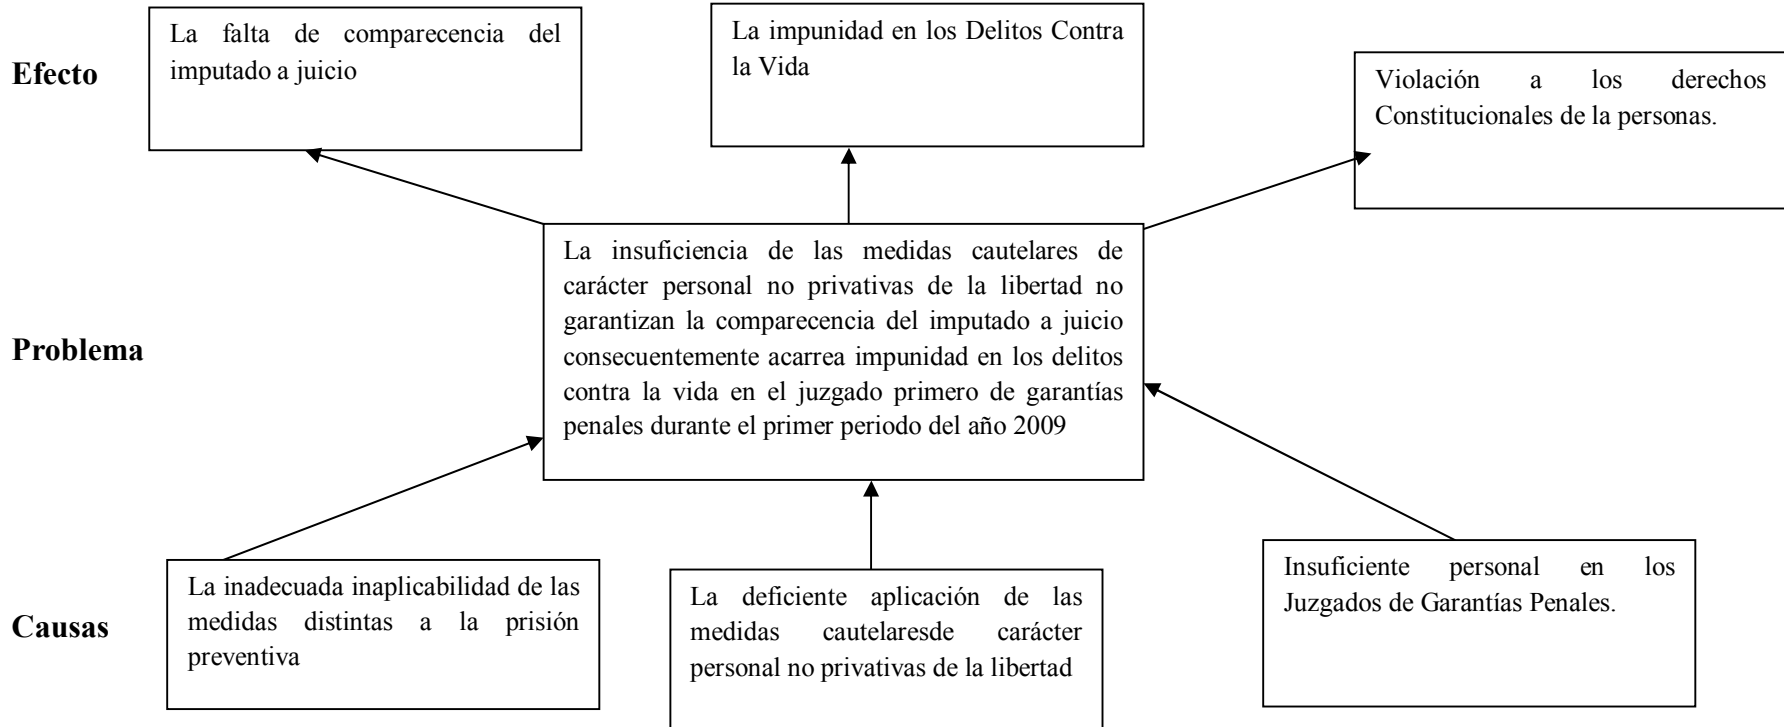 Efecto
La falta de comparecencia del
imputado a juicio
La impunidad en los Delitos Contra
la Vida
Violación a los derechos
Constitucionales de la personas.
Problema
La insuficiencia de las medidas cautelares de
carácter personal no privativas de la libertad no
garantizan la comparecencia del imputado a juicio
consecuentemente acarrea impunidad en los delitos
contra la vida en el juzgado primero de garantías
penales durante el primer periodo del año 2009
Causas
La inadecuada inaplicabilidad de las
medidas distintas a la prisión
preventiva
La deficiente aplicación de las
medidas cautelaresde carácter
personal no privativas de la libertad
Insuficiente personal en los
Juzgados de Garantías Penales.